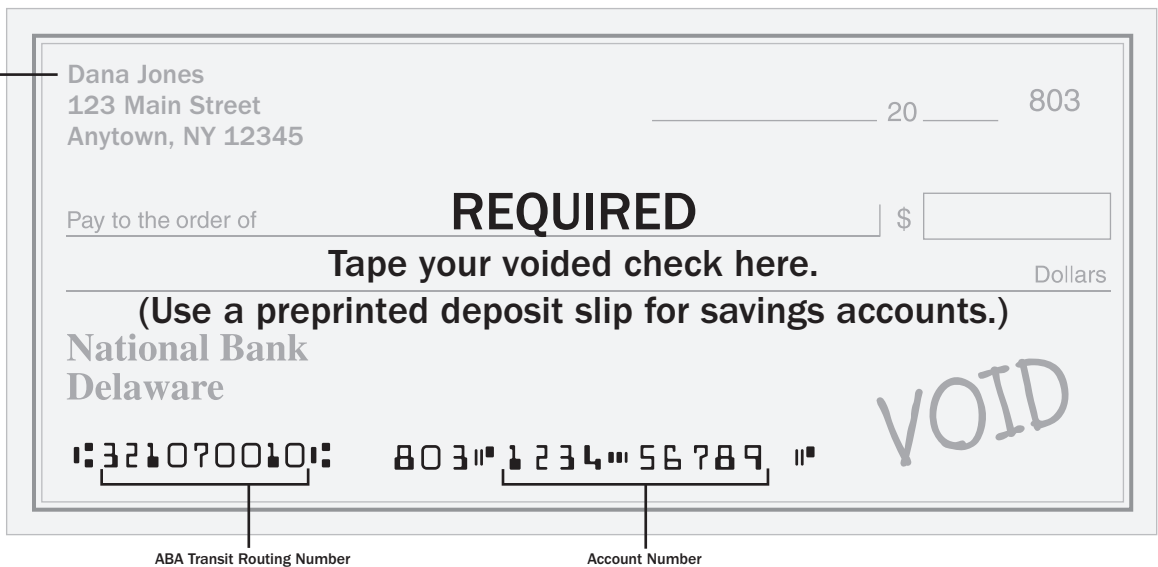 Dana Jones
123 Main Street
Anytown, NY 12345
20 803
Pay to the order of REQUIRED $
Tape your voided check here.
Dollars
(Use a preprinted deposit slip for savings accounts.)
National Bank
Delaware
VOID
⑆321070010⑆ 803⑈1234⑉56789 ⑈
ABA Transit Routing Number Account Number